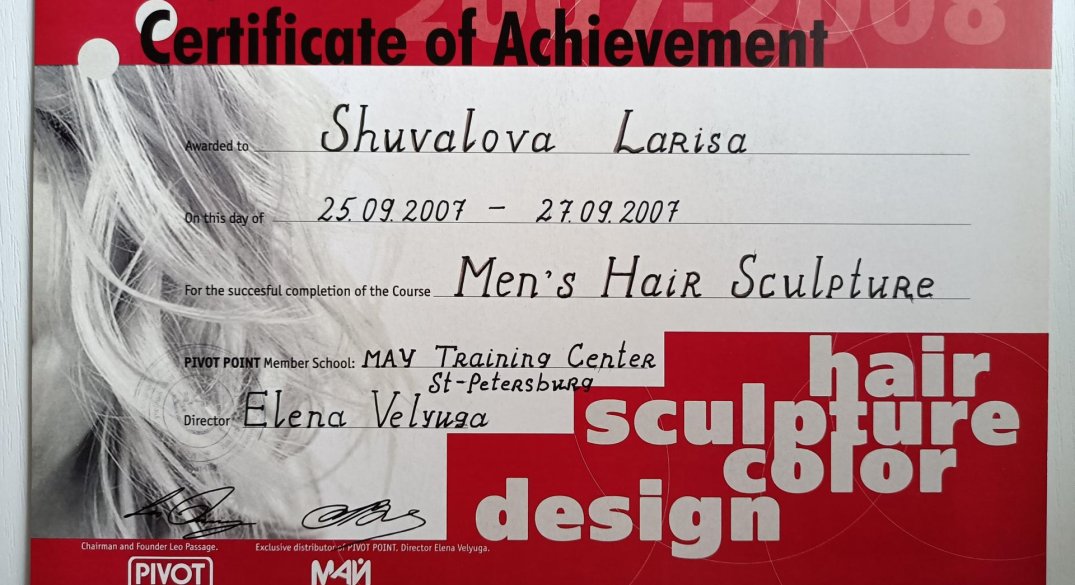 2007-2008
Certificate of Achievement
Awarded to Shuvalova Larisa
On this day of 25.09.2007 - 27.09.2007
For the succesful completion of the Course Men's Hair Sculpture
PIVOT POINT Member School: MAY Training Center
St-Petersburg
Director Elena Velyuga
hair
sculpture
color
design
Chairman and Founder Leo Passage. Exclusive distributor of PIVOT POINT. Director Elena Velyuga.
PIVOT МАЙ